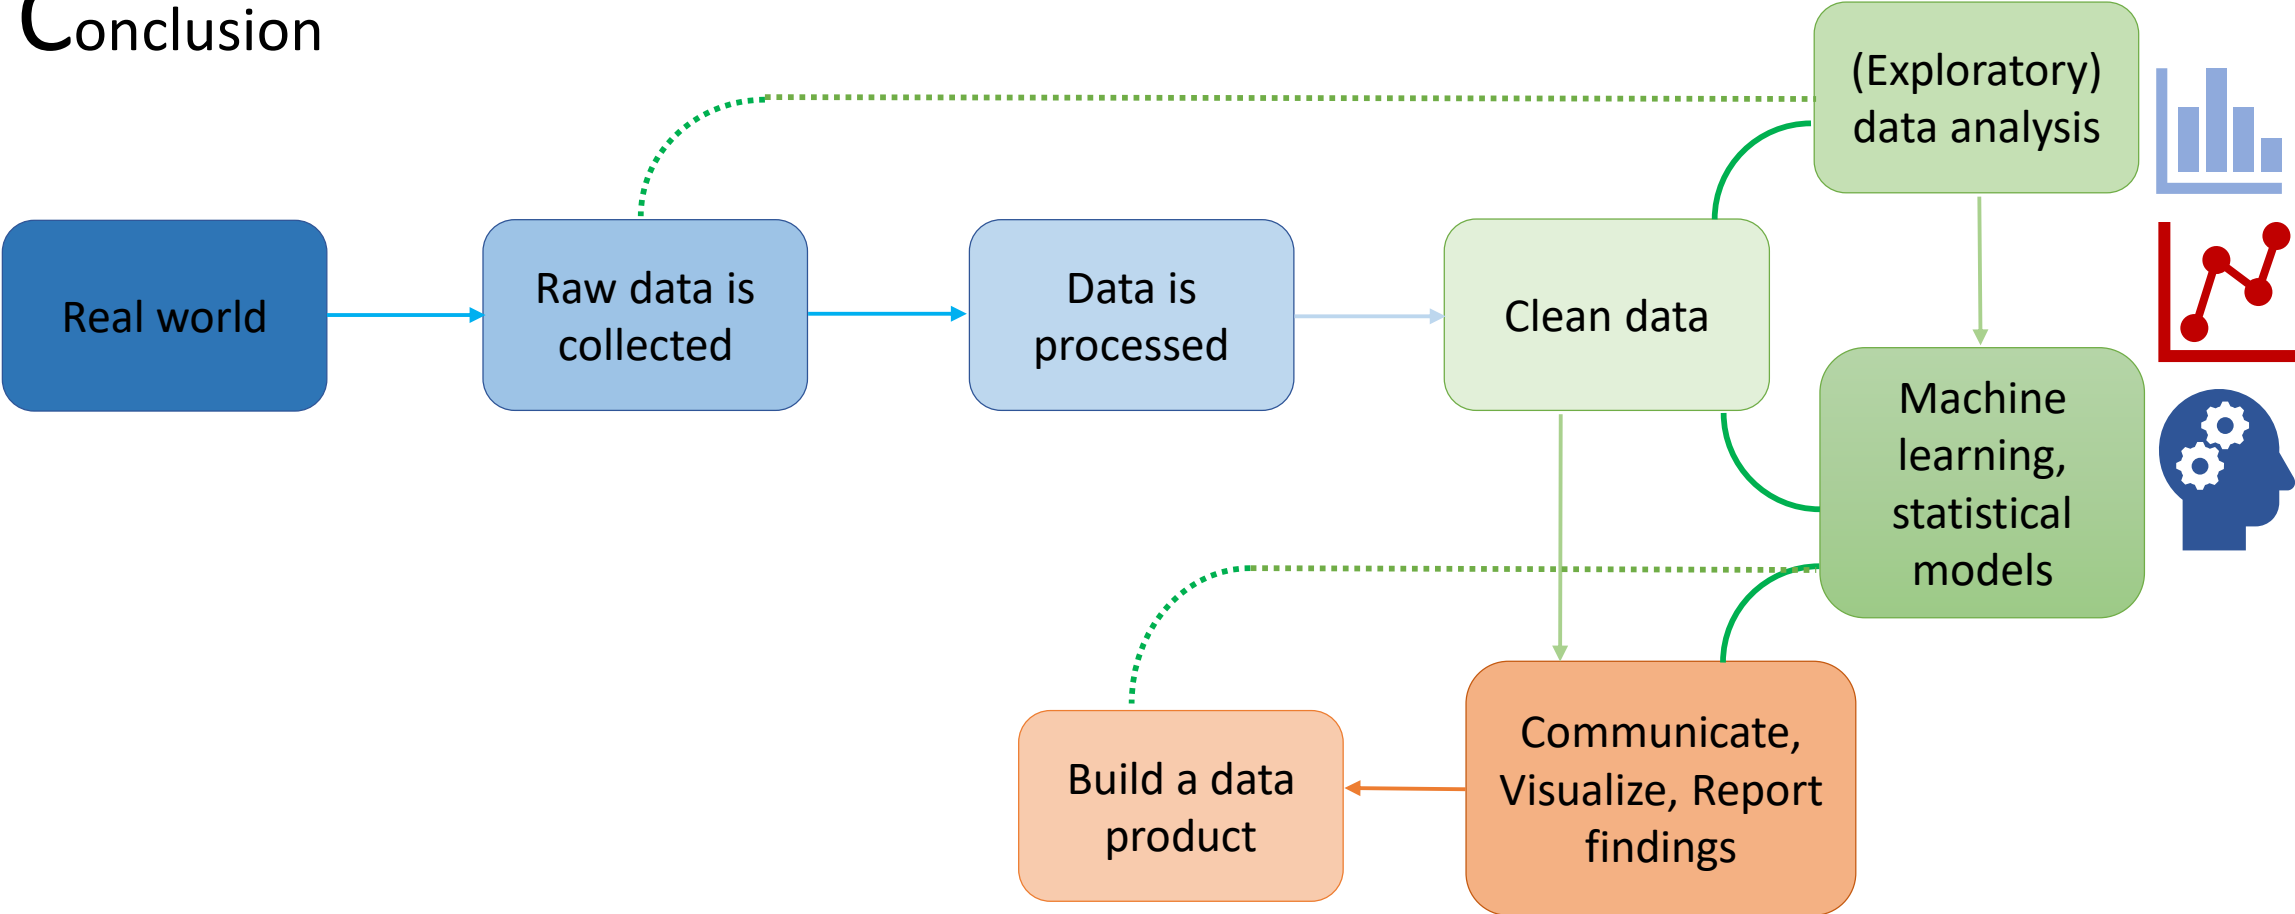 Conclusion
(Exploratory)
data analysis
Real world
Raw data is
collected
Data is
processed
Clean data
Machine
learning,
statistical
models
Communicate,
Visualize, Report
findings
Build a data
product